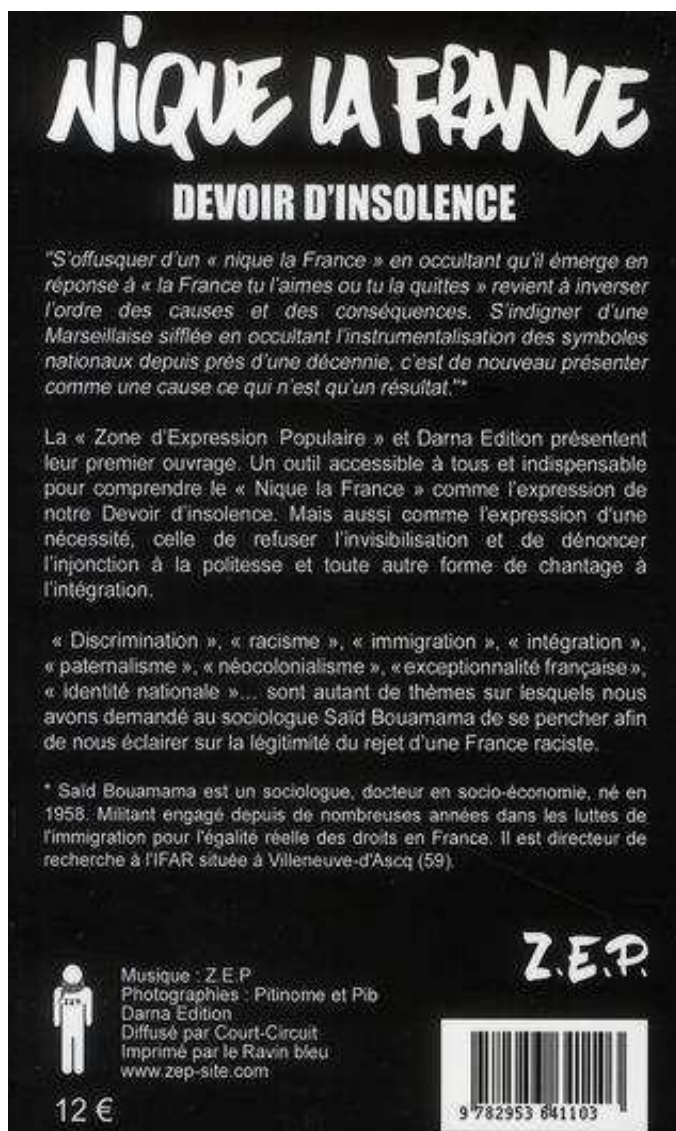 NIQUE LA FRANCE
DEVOIR D'INSOLENCE
"S'offusquer d'un « nique la France » en occultant qu'il émerge en
réponse à « la France tu l'aimes ou tu la quittes » revient à inverser
l'ordre des causes et des conséquences. S'indigner d'une
Marseillaise sifflée en occultant l'instrumentalisation des symboles
nationaux depuis près d'une décennie, c'est de nouveau présenter
comme une cause ce qui n'est qu'un résultat."*
La « Zone d'Expression Populaire » et Darna Edition présentent
leur premier ouvrage. Un outil accessible à tous et indispensable
pour comprendre le « Nique la France » comme l'expression de
notre Devoir d'insolence. Mais aussi comme l'expression d'une
nécessité, celle de refuser l'invisibilisation et de dénoncer
l'injonction à la politesse et toute autre forme de chantage à
l'intégration.
« Discrimination », « racisme », « immigration », « intégration »,
« paternalisme », « néocolonialisme », « exceptionnalité française »,
« identité nationale »... sont autant de thèmes sur lesquels nous
avons demandé au sociologue Saïd Bouamama de se pencher afin
de nous éclairer sur la légitimité du rejet d'une France raciste.
* Saïd Bouamama est un sociologue, docteur en socio-économie, né en
1958. Militant engagé depuis de nombreuses années dans les luttes de
l'immigration pour l'égalité réelle des droits en France. Il est directeur de
recherche à l'IFAR située à Villeneuve-d'Ascq (59).
Z.E.P.
Musique : Z.E.P
Photographies : Pitinome et Pib
Darna Edition
Diffusé par Court-Circuit
Imprimé par le Ravin bleu
www.zep-site.com
12 €
9 782953 641103